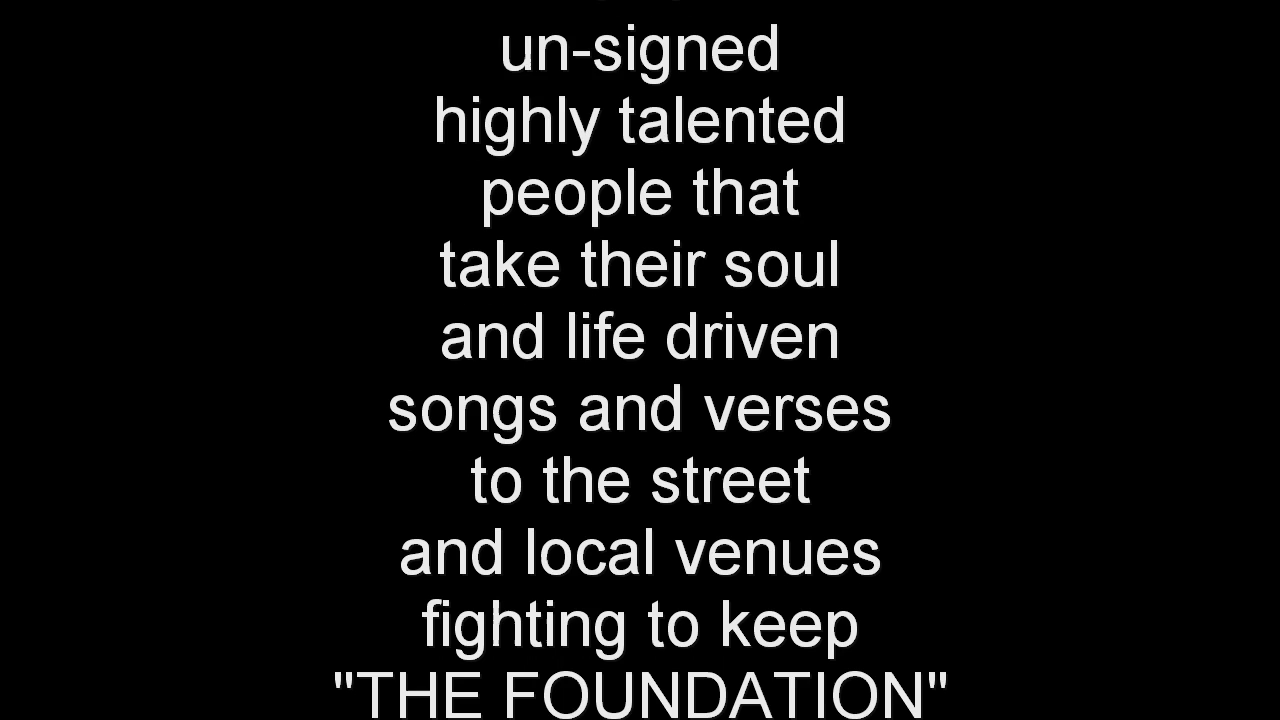 un-signed
highly talented
people that
take their soul
and life driven
songs and verses
to the street
and local venues
fighting to keep
"THE FOUNDATION"